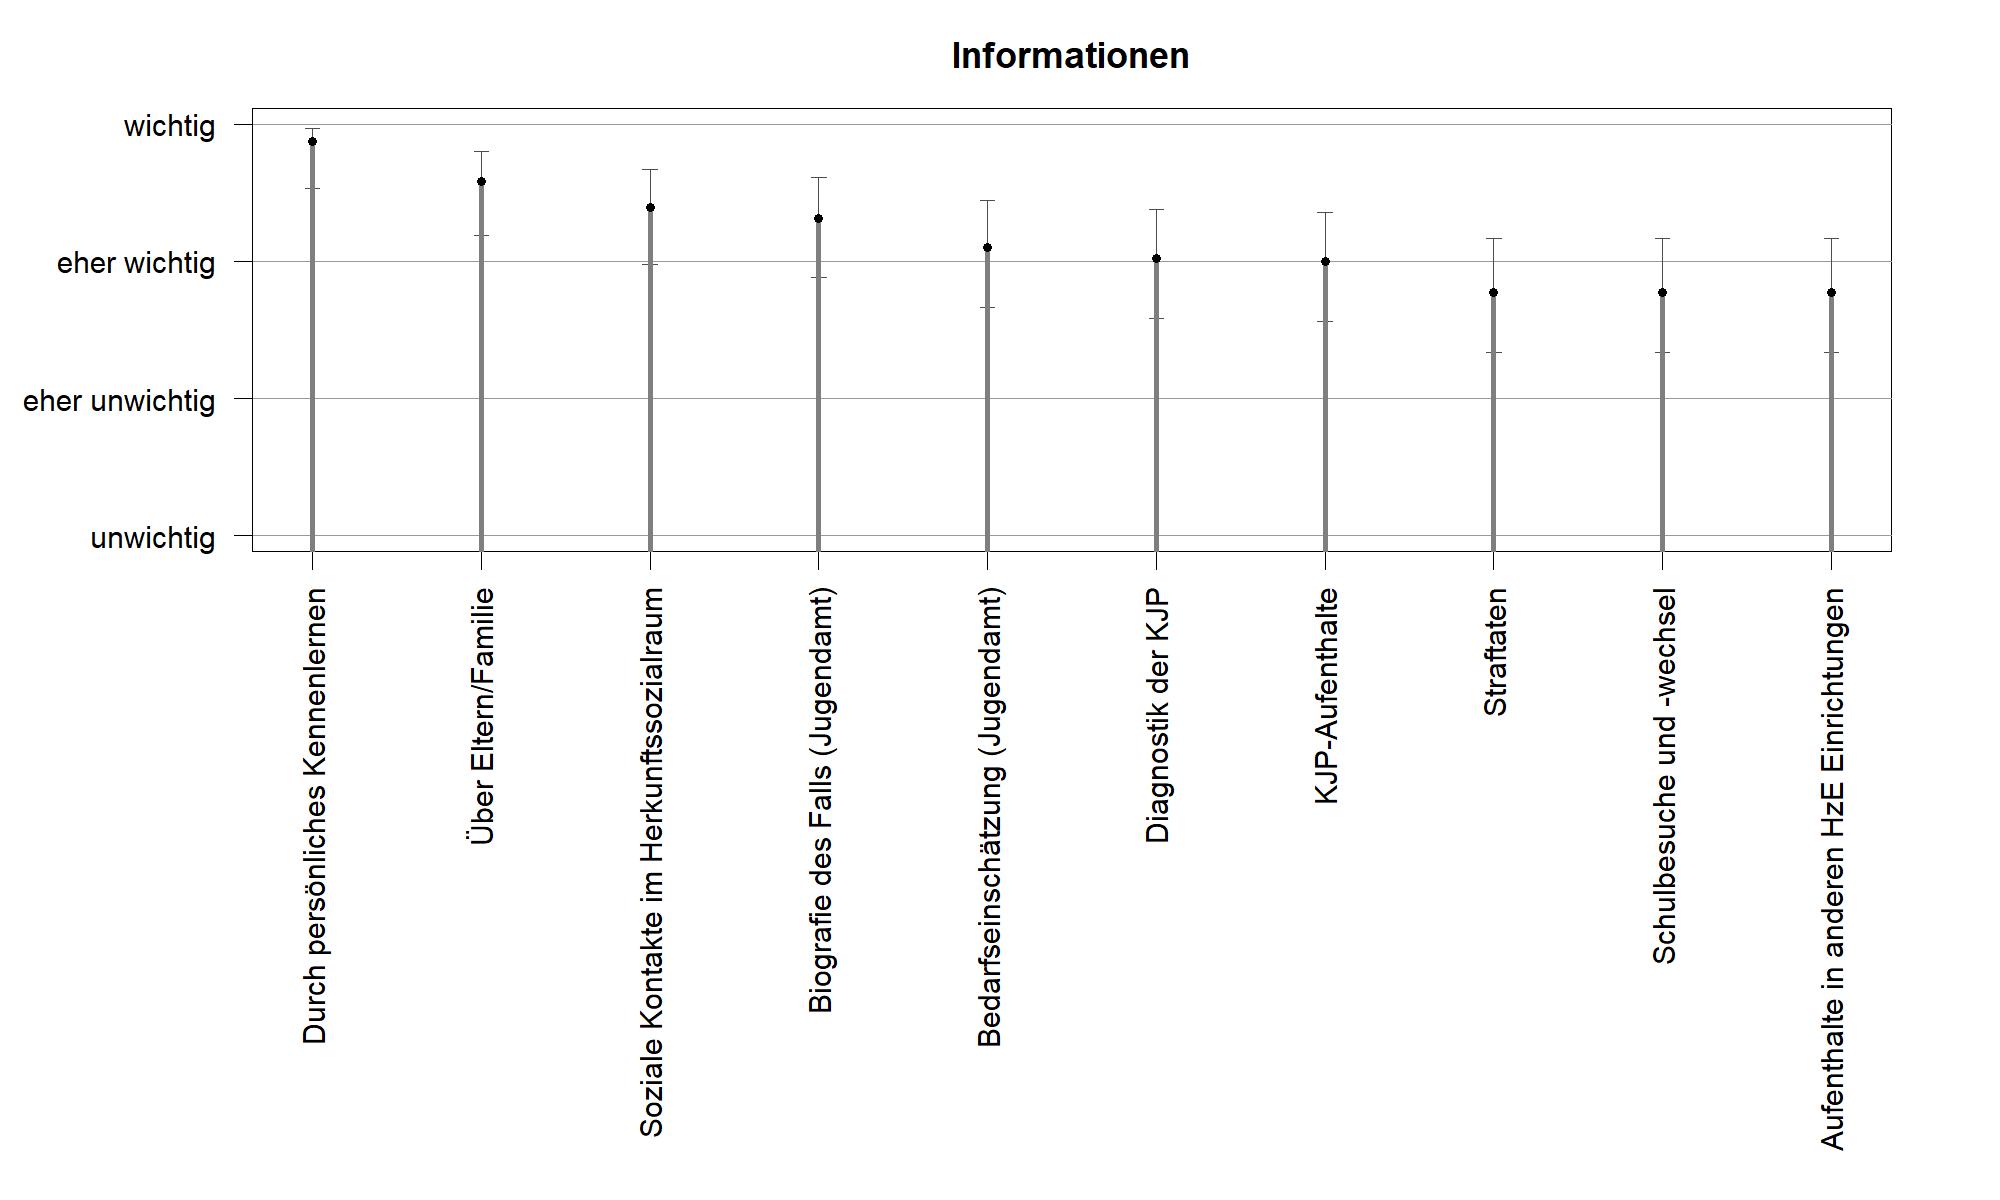 Informationen
wichtig
eher wichtig
eher unwichtig
unwichtig
Durch persönliches Kennenlernen
Über Eltern/Familie
Soziale Kontakte im Herkunftssozialraum
Biografie des Falls (Jugendamt)
Bedarfseinschätzung (Jugendamt)
Diagnostik der KJP
KJP-Aufenthalte
Straftaten
Schulbesuche und -wechsel
Aufenthalte in anderen HzE Einrichtungen